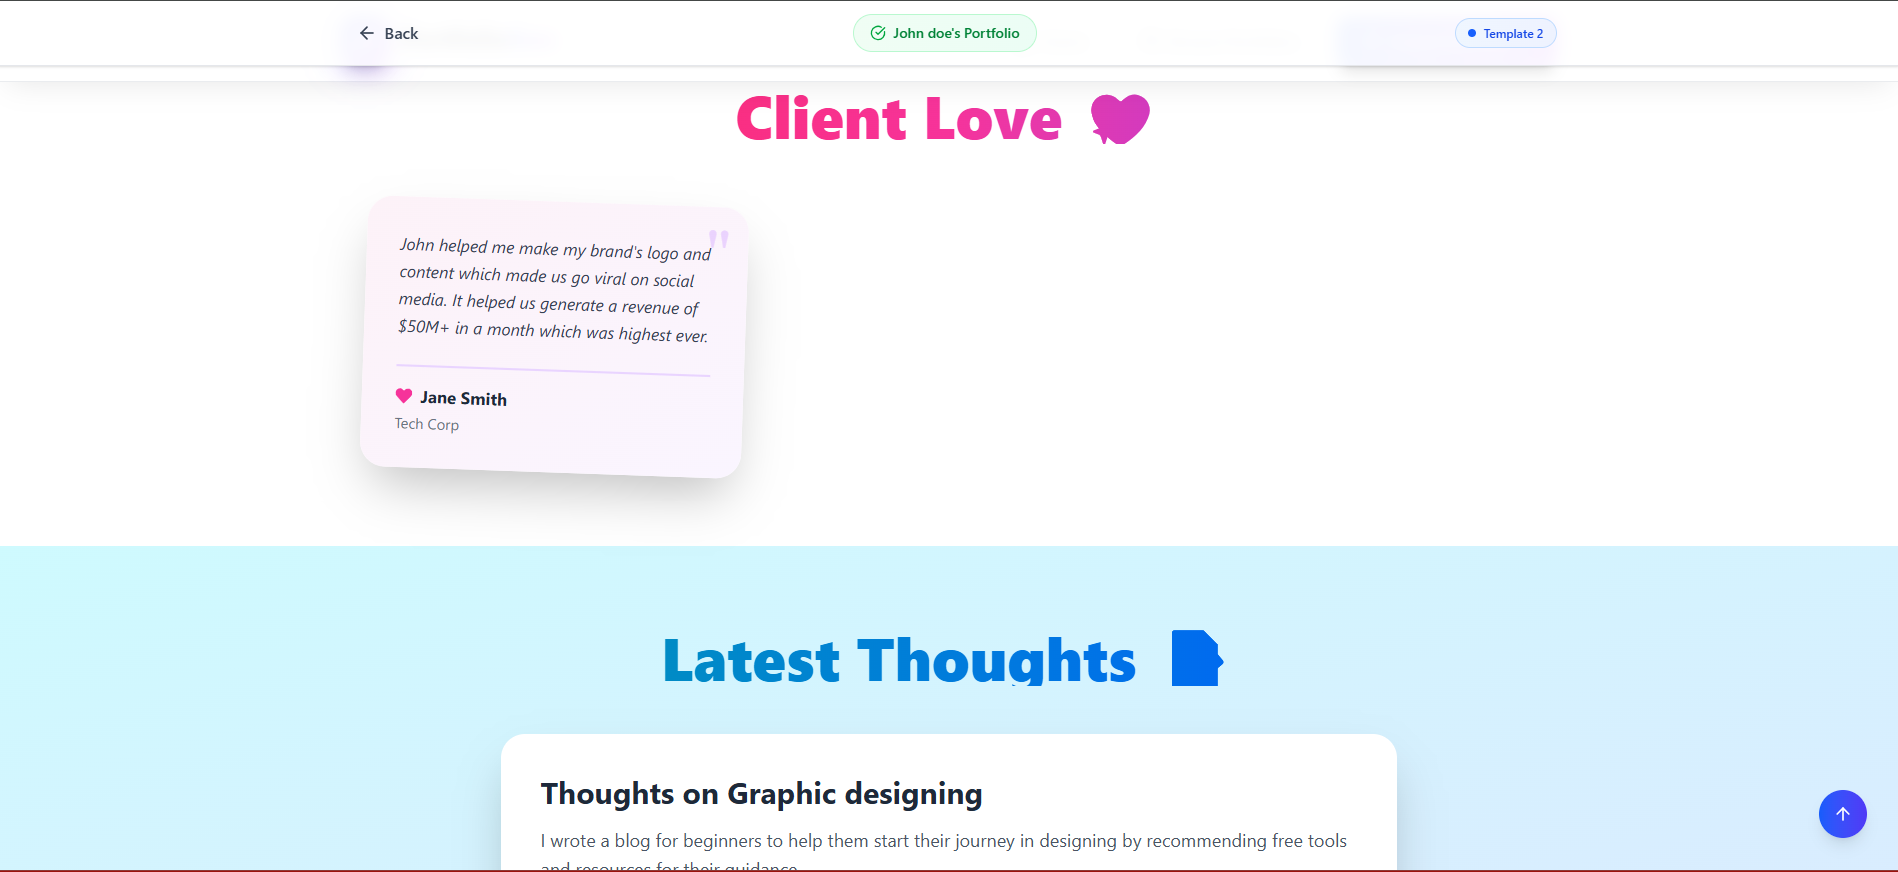 Back
John doe's Portfolio
Template 2
Client Love
"
John helped me make my brand's logo and
content which made us go viral on social
media. It helped us generate a revenue of
$50M+ in a month which was highest ever.
Jane Smith
Tech Corp
Latest Thoughts
Thoughts on Graphic designing
I wrote a blog for beginners to help them start their journey in designing by recommending free tools
and resources for their guidance